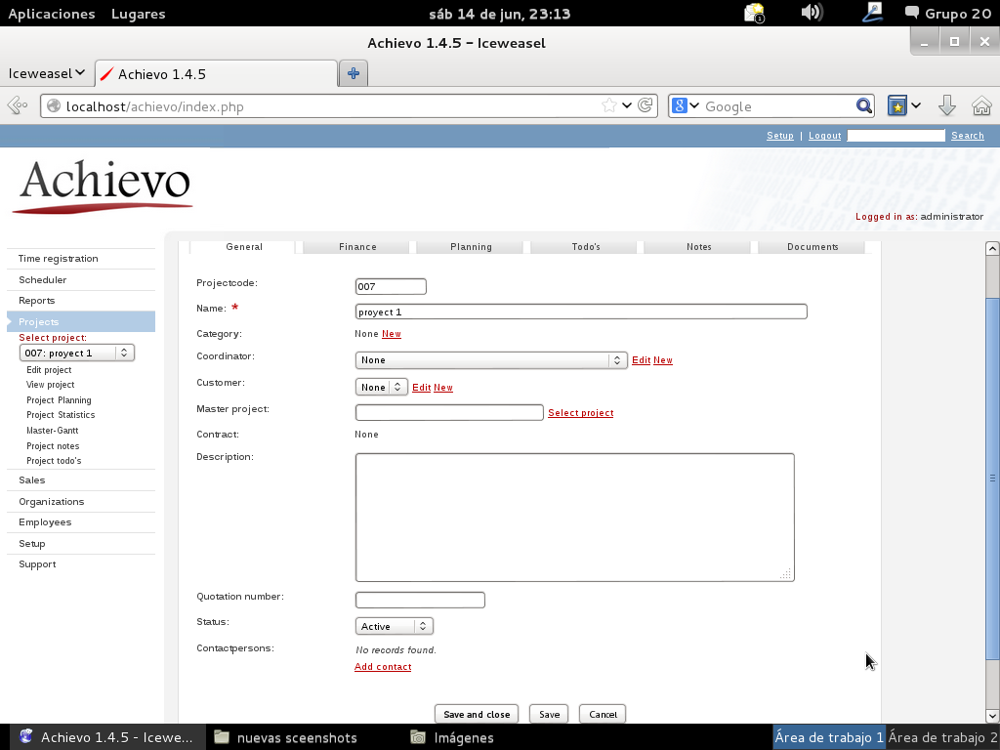 Aplicaciones Lugares sáb 14 de jun, 23:13 1 Grupo 20
Achievo 1.4.5 – Iceweasel
Iceweasel Achievo 1.4.5
localhost/achievo/index.php 8 Google
Setup | Logout Search
Achievo
Logged in as: administrator
General Finance Planning Todo's Notes Documents
Time registration
Scheduler
Reports
Projects
Select project:
007: proyect 1
Edit project
View project
Project Planning
Project Statistics
Master-Gantt
Project notes
Project todo's
Sales
Organizations
Employees
Setup
Support
Projectcode: 007
Name: * proyect 1
Category: None New
Coordinator: None Edit New
Customer: None Edit New
Master project: Select project
Contract: None
Description:
Quotation number:
Status: Active
Contactpersons: No records found.
Add contact
Save and close Save Cancel
Achievo 1.4.5 - Icewe... nuevas sceenshots Imágenes Área de trabajo 1 Área de trabajo 2